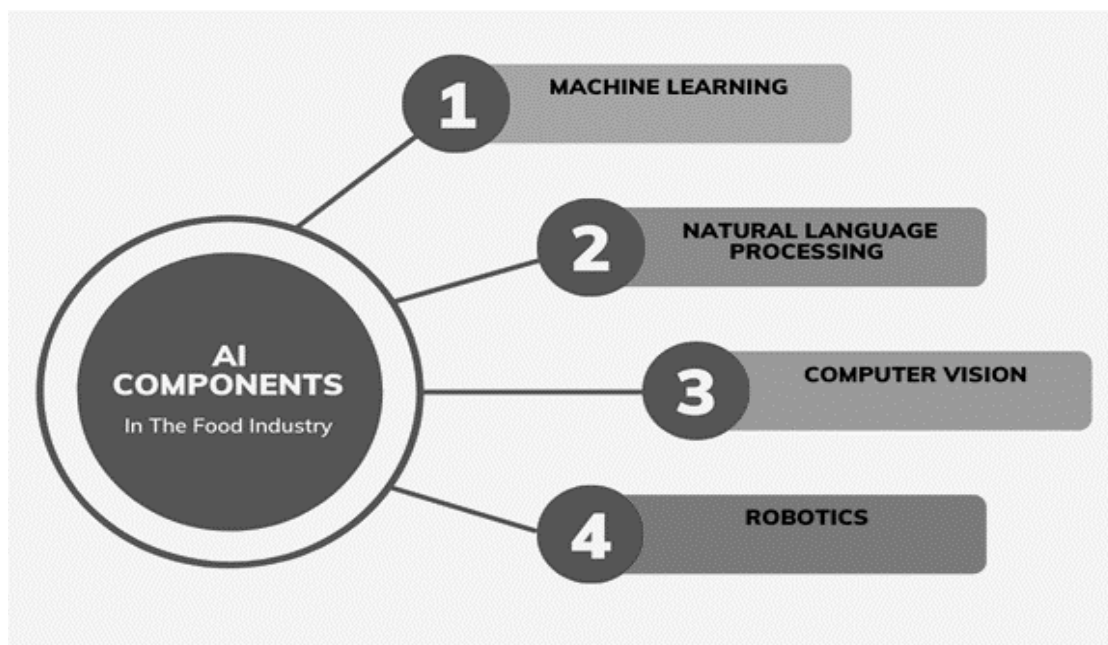 1
MACHINE LEARNING
2
NATURAL LANGUAGE
PROCESSING
AI
COMPONENTS
In The Food Industry
3
COMPUTER VISION
4
ROBOTICS